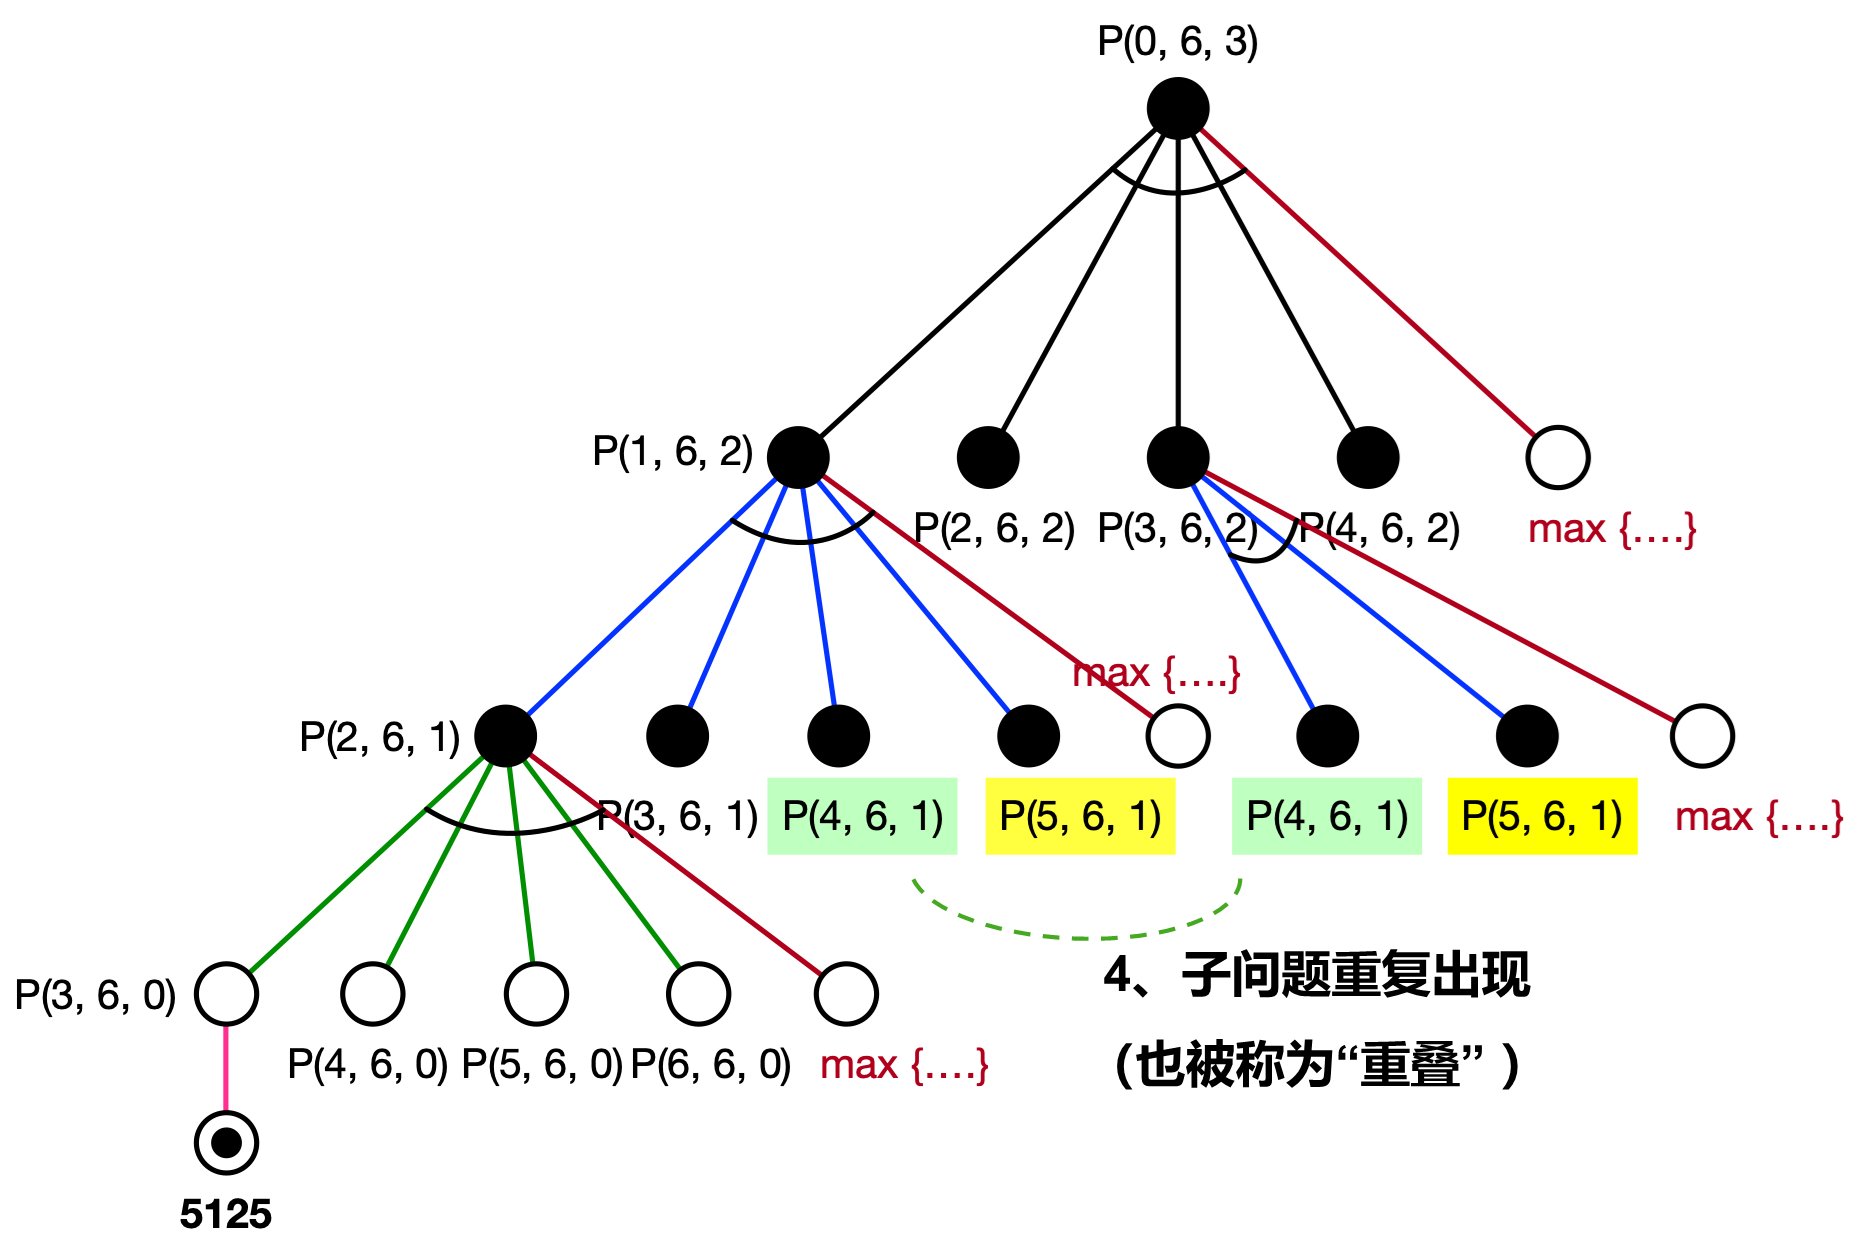 P(0, 6, 3)
P(1, 6, 2)
P(2, 6, 2)
P(3, 6, 2)
P(4, 6, 2)
max {....}
max {....}
P(2, 6, 1)
P(3, 6, 1)
P(4, 6, 1)
P(5, 6, 1)
P(4, 6, 1)
P(5, 6, 1)
max {....}
4、子问题重复出现
（也被称为“重叠”）
P(3, 6, 0)
P(4, 6, 0)
P(5, 6, 0)
P(6, 6, 0)
max {....}
5125